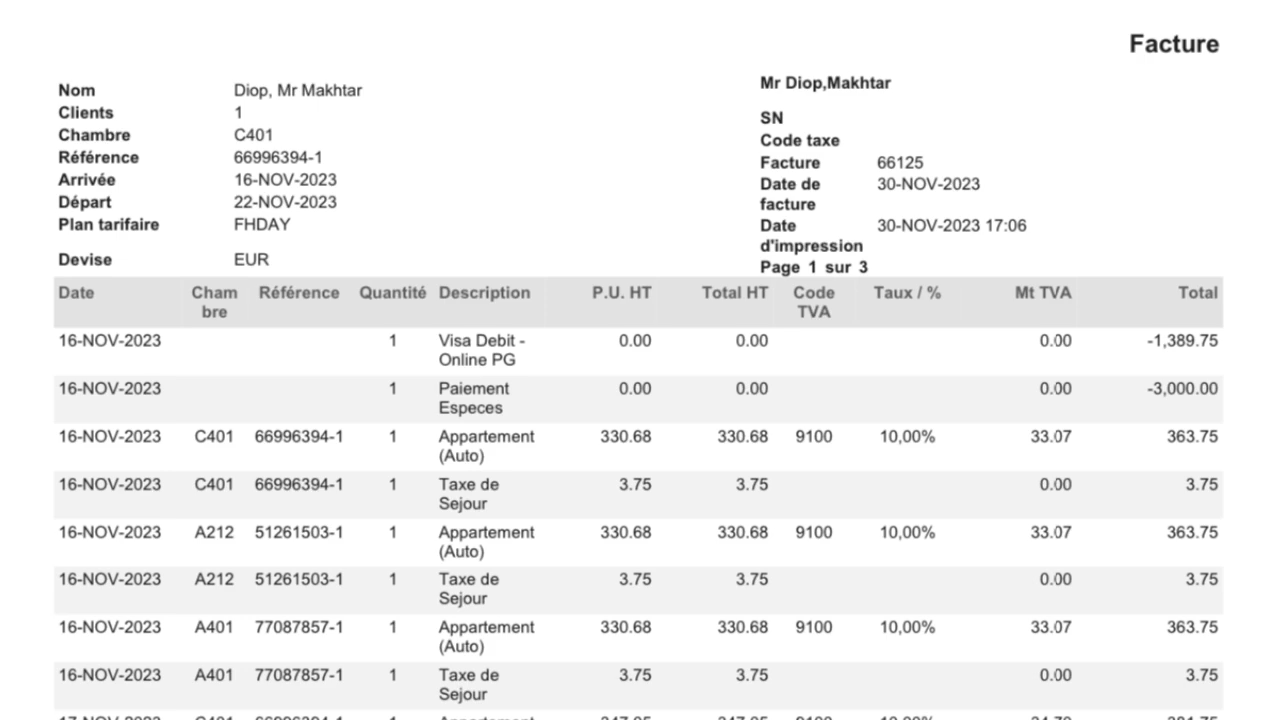 Facture
Nom Diop, Mr Makhtar
Clients 1
Chambre C401
Référence 66996394-1
Arrivée 16-NOV-2023
Départ 22-NOV-2023
Plan tarifaire FHDAY
Devise EUR
Mr Diop,Makhtar
SN
Code taxe
Facture 66125
Date de 30-NOV-2023
facture
Date 30-NOV-2023 17:06
d'impression
Page 1 sur 3
Date Cham Référence Quantité Description P.U. HT Total HT Code Taux / % Mt TVA Total
bre TVA
16-NOV-2023 1 Visa Debit - 0.00 0.00 0.00 -1,389.75
Online PG
16-NOV-2023 1 Paiement 0.00 0.00 0.00 -3,000.00
Especes
16-NOV-2023 C401 66996394-1 1 Appartement 330.68 330.68 9100 10,00% 33.07 363.75
(Auto)
16-NOV-2023 C401 66996394-1 1 Taxe de 3.75 3.75 0.00 3.75
Sejour
16-NOV-2023 A212 51261503-1 1 Appartement 330.68 330.68 9100 10,00% 33.07 363.75
(Auto)
16-NOV-2023 A212 51261503-1 1 Taxe de 3.75 3.75 0.00 3.75
Sejour
16-NOV-2023 A401 77087857-1 1 Appartement 330.68 330.68 9100 10,00% 33.07 363.75
(Auto)
16-NOV-2023 A401 77087857-1 1 Taxe de 3.75 3.75 0.00 3.75
Sejour